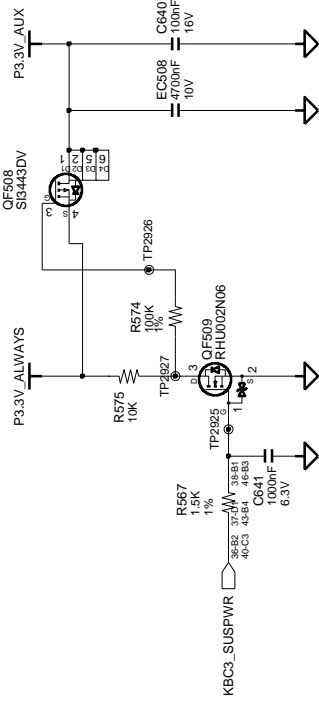 P3.3V_AUX
C640
100nF
16V
EC508
4700nF
10V
QF508
SI3443DV
3
G
S
4
D1 1
D2 2
D3 5
D4 6
TP2926
P3.3V_ALWAYS
R574
100K
1%
R575
10K
TP2927
QF509
RHU002N06
D 3
G
1
S 2
TP2925
R567
1.5K
1%
36-B2 37-D1 38-B1
40-C3 43-B4 46-B3
C641
1000nF
6.3V
KBC3_SUSPWR